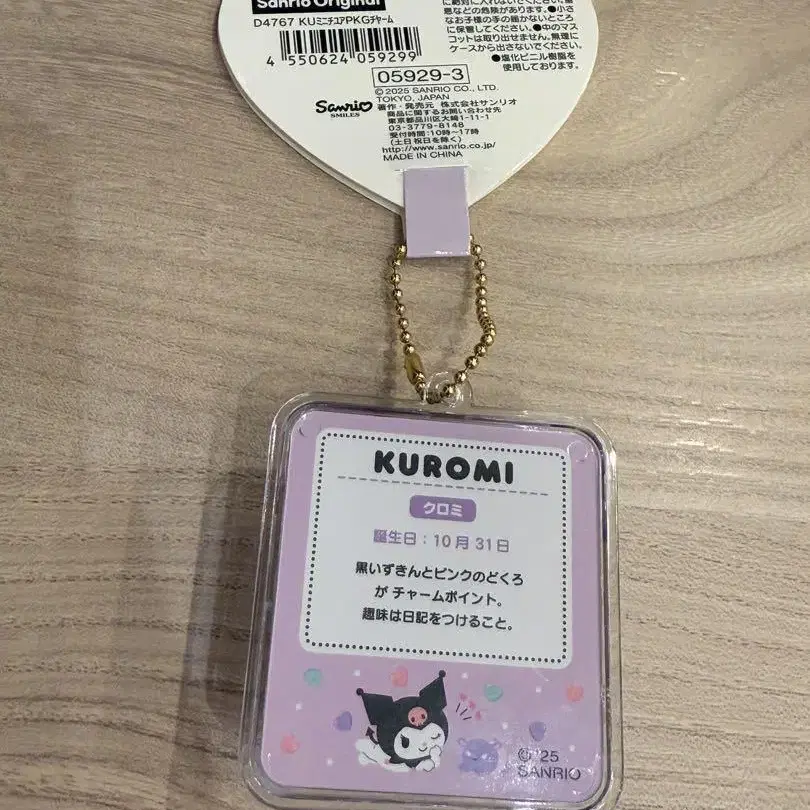 Sanrio Original
D4767 KUミニチュアPKGチャーム
4 550624 059299
に絶対に入れないでください。窒
息などの危険があります。●小さ
なお子様の手の届かないところ
に保管してください。●中のマス
コットは取り出せません。無理に
ケースから出さないでください。
●塩化ビニル樹脂を
使用しております。
05929-3
©2025 SANRIO CO., LTD.
TOKYO, JAPAN
Sanrio
SMILES
著作・発売元 株式会社サンリオ
商品に関するお問い合わせ先
東京都品川区大崎1-11-1
03-3779-8148
受付時間:10時〜17時
(土日祝日を除く)
http://www.sanrio.co.jp/
MADE IN CHINA
KUROMI
クロミ
誕生日:10月31日
黒いずきんとピンクのどくろ
が チャームポイント。
趣味は日記をつけること。
©'25
SANRIO